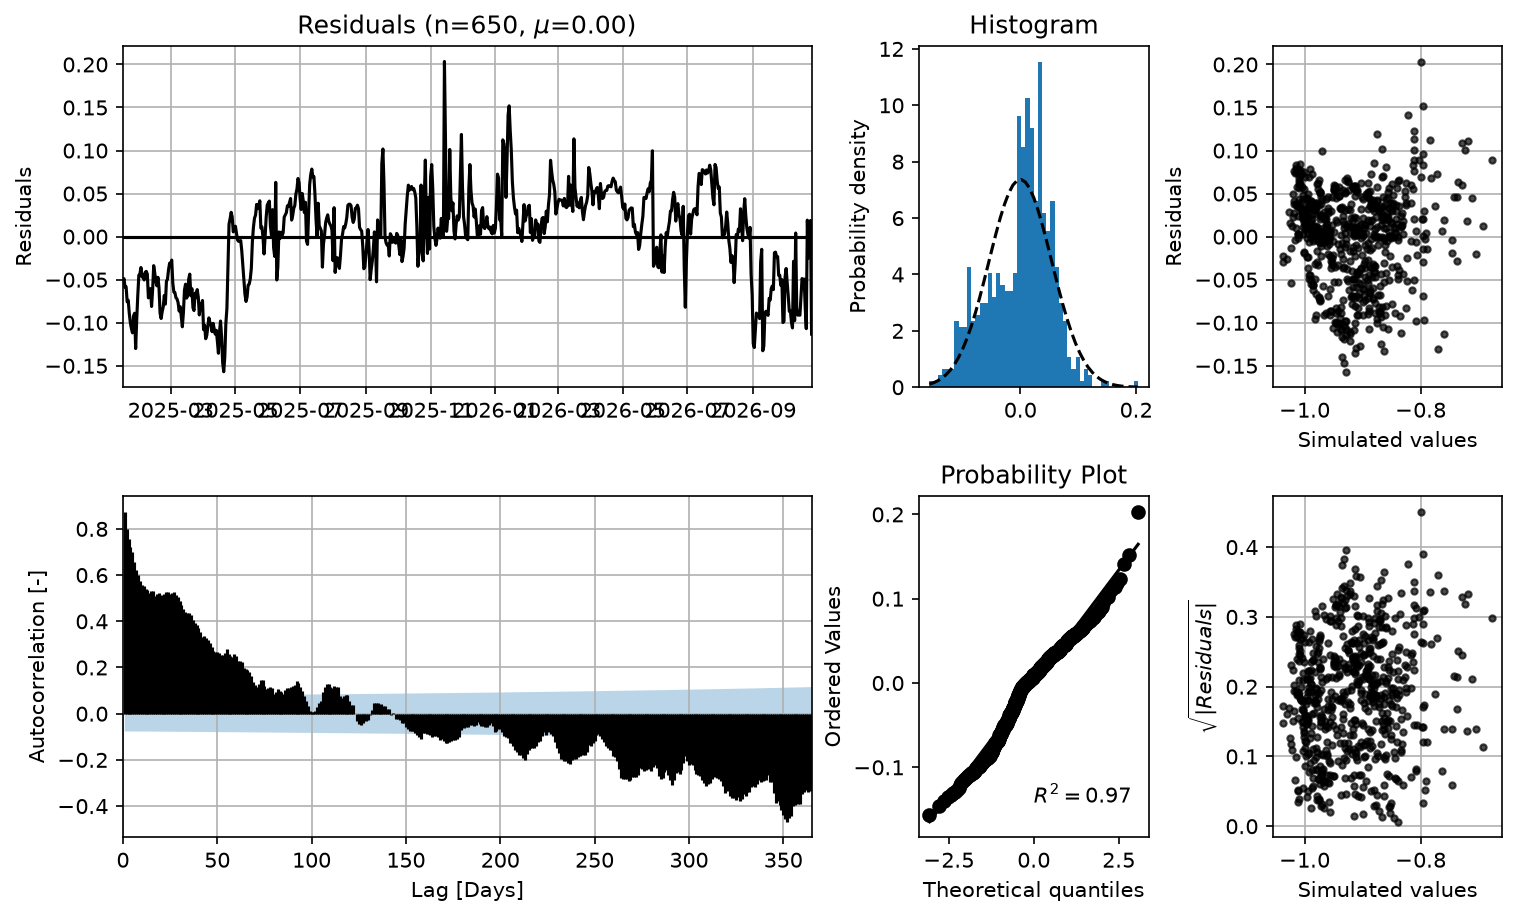 Residuals (n=650, μ=0.00)
Residuals
0.20
0.15
0.10
0.05
0.00
−0.05
−0.10
−0.15
2025-03 2025-05 2025-07 2025-09 2025-11 2026-01 2026-03 2026-05 2026-07 2026-09
Histogram
Probability density
12
10
8
6
4
2
0
0.0 0.2
Residuals
0.20
0.15
0.10
0.05
0.00
−0.05
−0.10
−0.15
−1.0 −0.8
Simulated values
Autocorrelation [-]
0.8
0.6
0.4
0.2
0.0
−0.2
−0.4
0 50 100 150 200 250 300 350
Lag [Days]
Probability Plot
Ordered Values
0.2
0.1
0.0
−0.1
R² = 0.97
−2.5 0.0 2.5
Theoretical quantiles
√|Residuals|
0.4
0.3
0.2
0.1
0.0
−1.0 −0.8
Simulated values